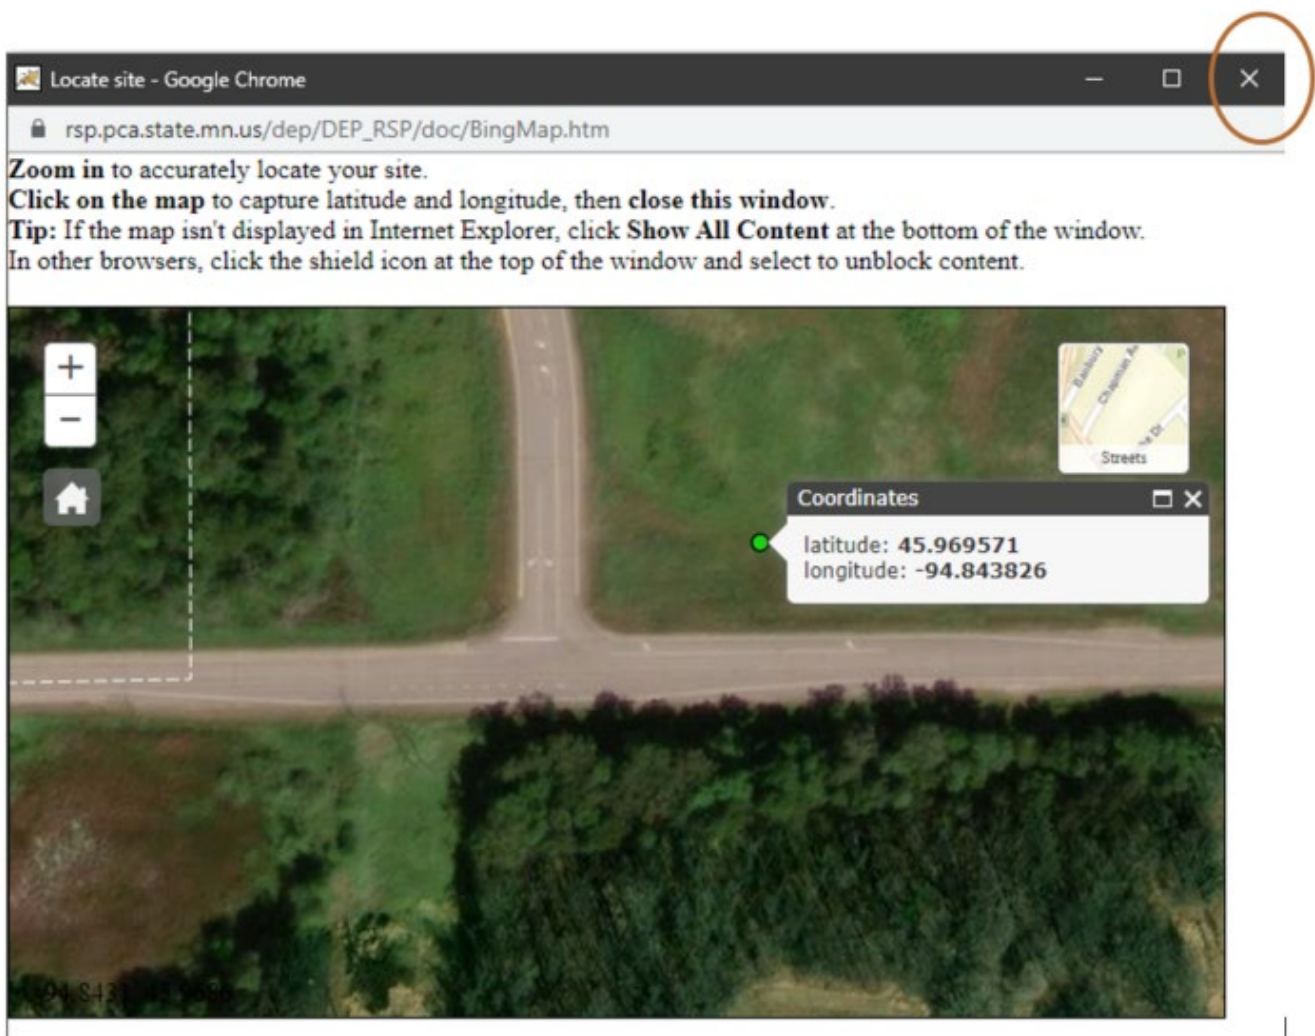 Locate site - Google Chrome
rsp.pca.state.mn.us/dep/DEP_RSP/doc/BingMap.htm
Zoom in to accurately locate your site.
Click on the map to capture latitude and longitude, then close this window.
Tip: If the map isn't displayed in Internet Explorer, click Show All Content at the bottom of the window.
In other browsers, click the shield icon at the top of the window and select to unblock content.
+
−
Banbury
Chapman
Streets
Coordinates
latitude: 45.969571
longitude: -94.843826